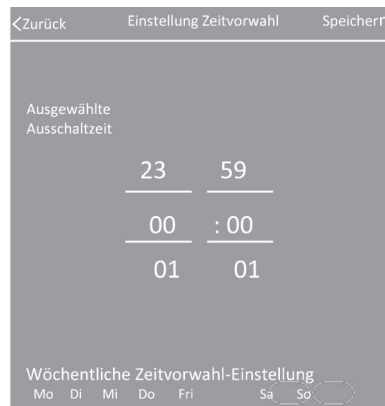 <Zurück Einstellung Zeitvorwahl Speichern
Ausgewählte
Ausschaltzeit
23 59
00 : 00
01 01
Wöchentliche Zeitvorwahl-Einstellung
Mo Di Mi Do Fri Sa So